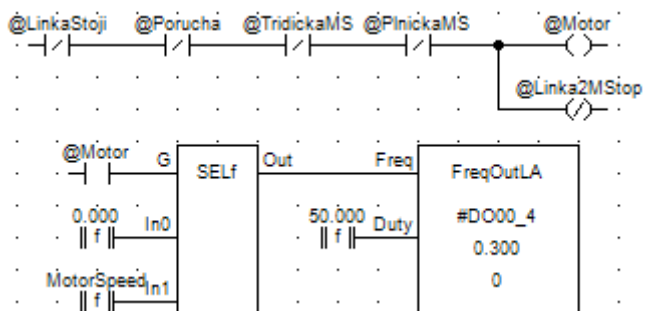 @LinkaStoji @Porucha @TridickaMS @PlnickaMS @Motor
@Linka2MStop
@Motor G SELf Out Freq FreqOutLA
0.000 f In0 50.000 f Duty #DO00_4
0.300
MotorSpeed f In1 0